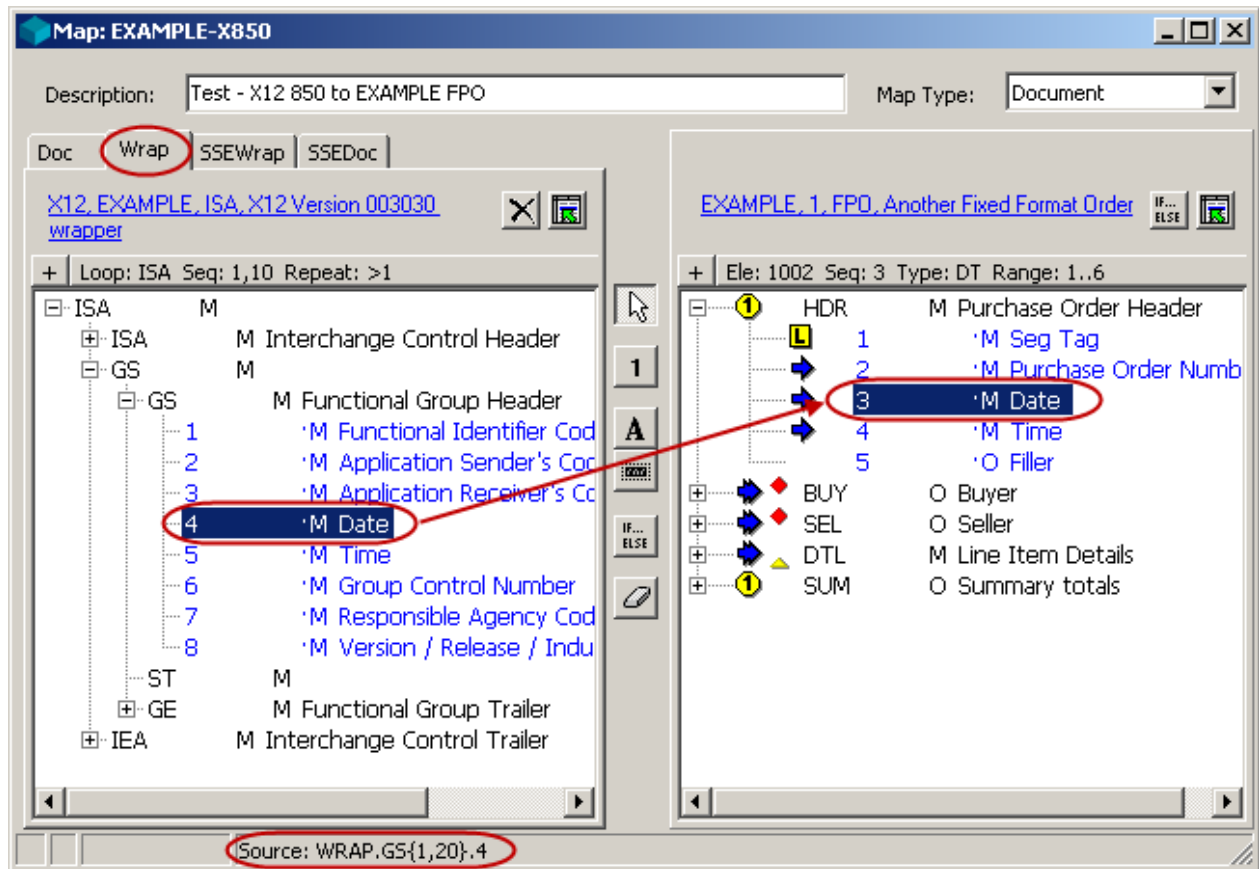 Map: EXAMPLE-X850
Description: Test - X12 850 to EXAMPLE FPO Map Type: Document
Doc Wrap SSEWrap SSEDoc
X12, EXAMPLE, ISA, X12 Version 003030
wrapper
EXAMPLE, 1, FPO, Another Fixed Format Order IF... ELSE
+ Loop: ISA Seq: 1,10 Repeat: >1
ISA M
ISA M Interchange Control Header
GS M
GS M Functional Group Header
1 M Functional Identifier Cod
2 M Application Sender's Coc
3 M Application Receiver's Cc
4 M Date
5 M Time
6 M Group Control Number
7 M Responsible Agency Cod
8 M Version / Release / Indu
ST M
GE M Functional Group Trailer
IEA M Interchange Control Trailer
1
A
IF...
ELSE
+ Ele: 1002 Seq: 3 Type: DT Range: 1..6
1 HDR M Purchase Order Header
L 1 M Seg Tag
2 M Purchase Order Numb
3 M Date
4 M Time
5 O Filler
BUY O Buyer
SEL O Seller
DTL M Line Item Details
1 SUM O Summary totals
Source: WRAP.GS{1,20}.4